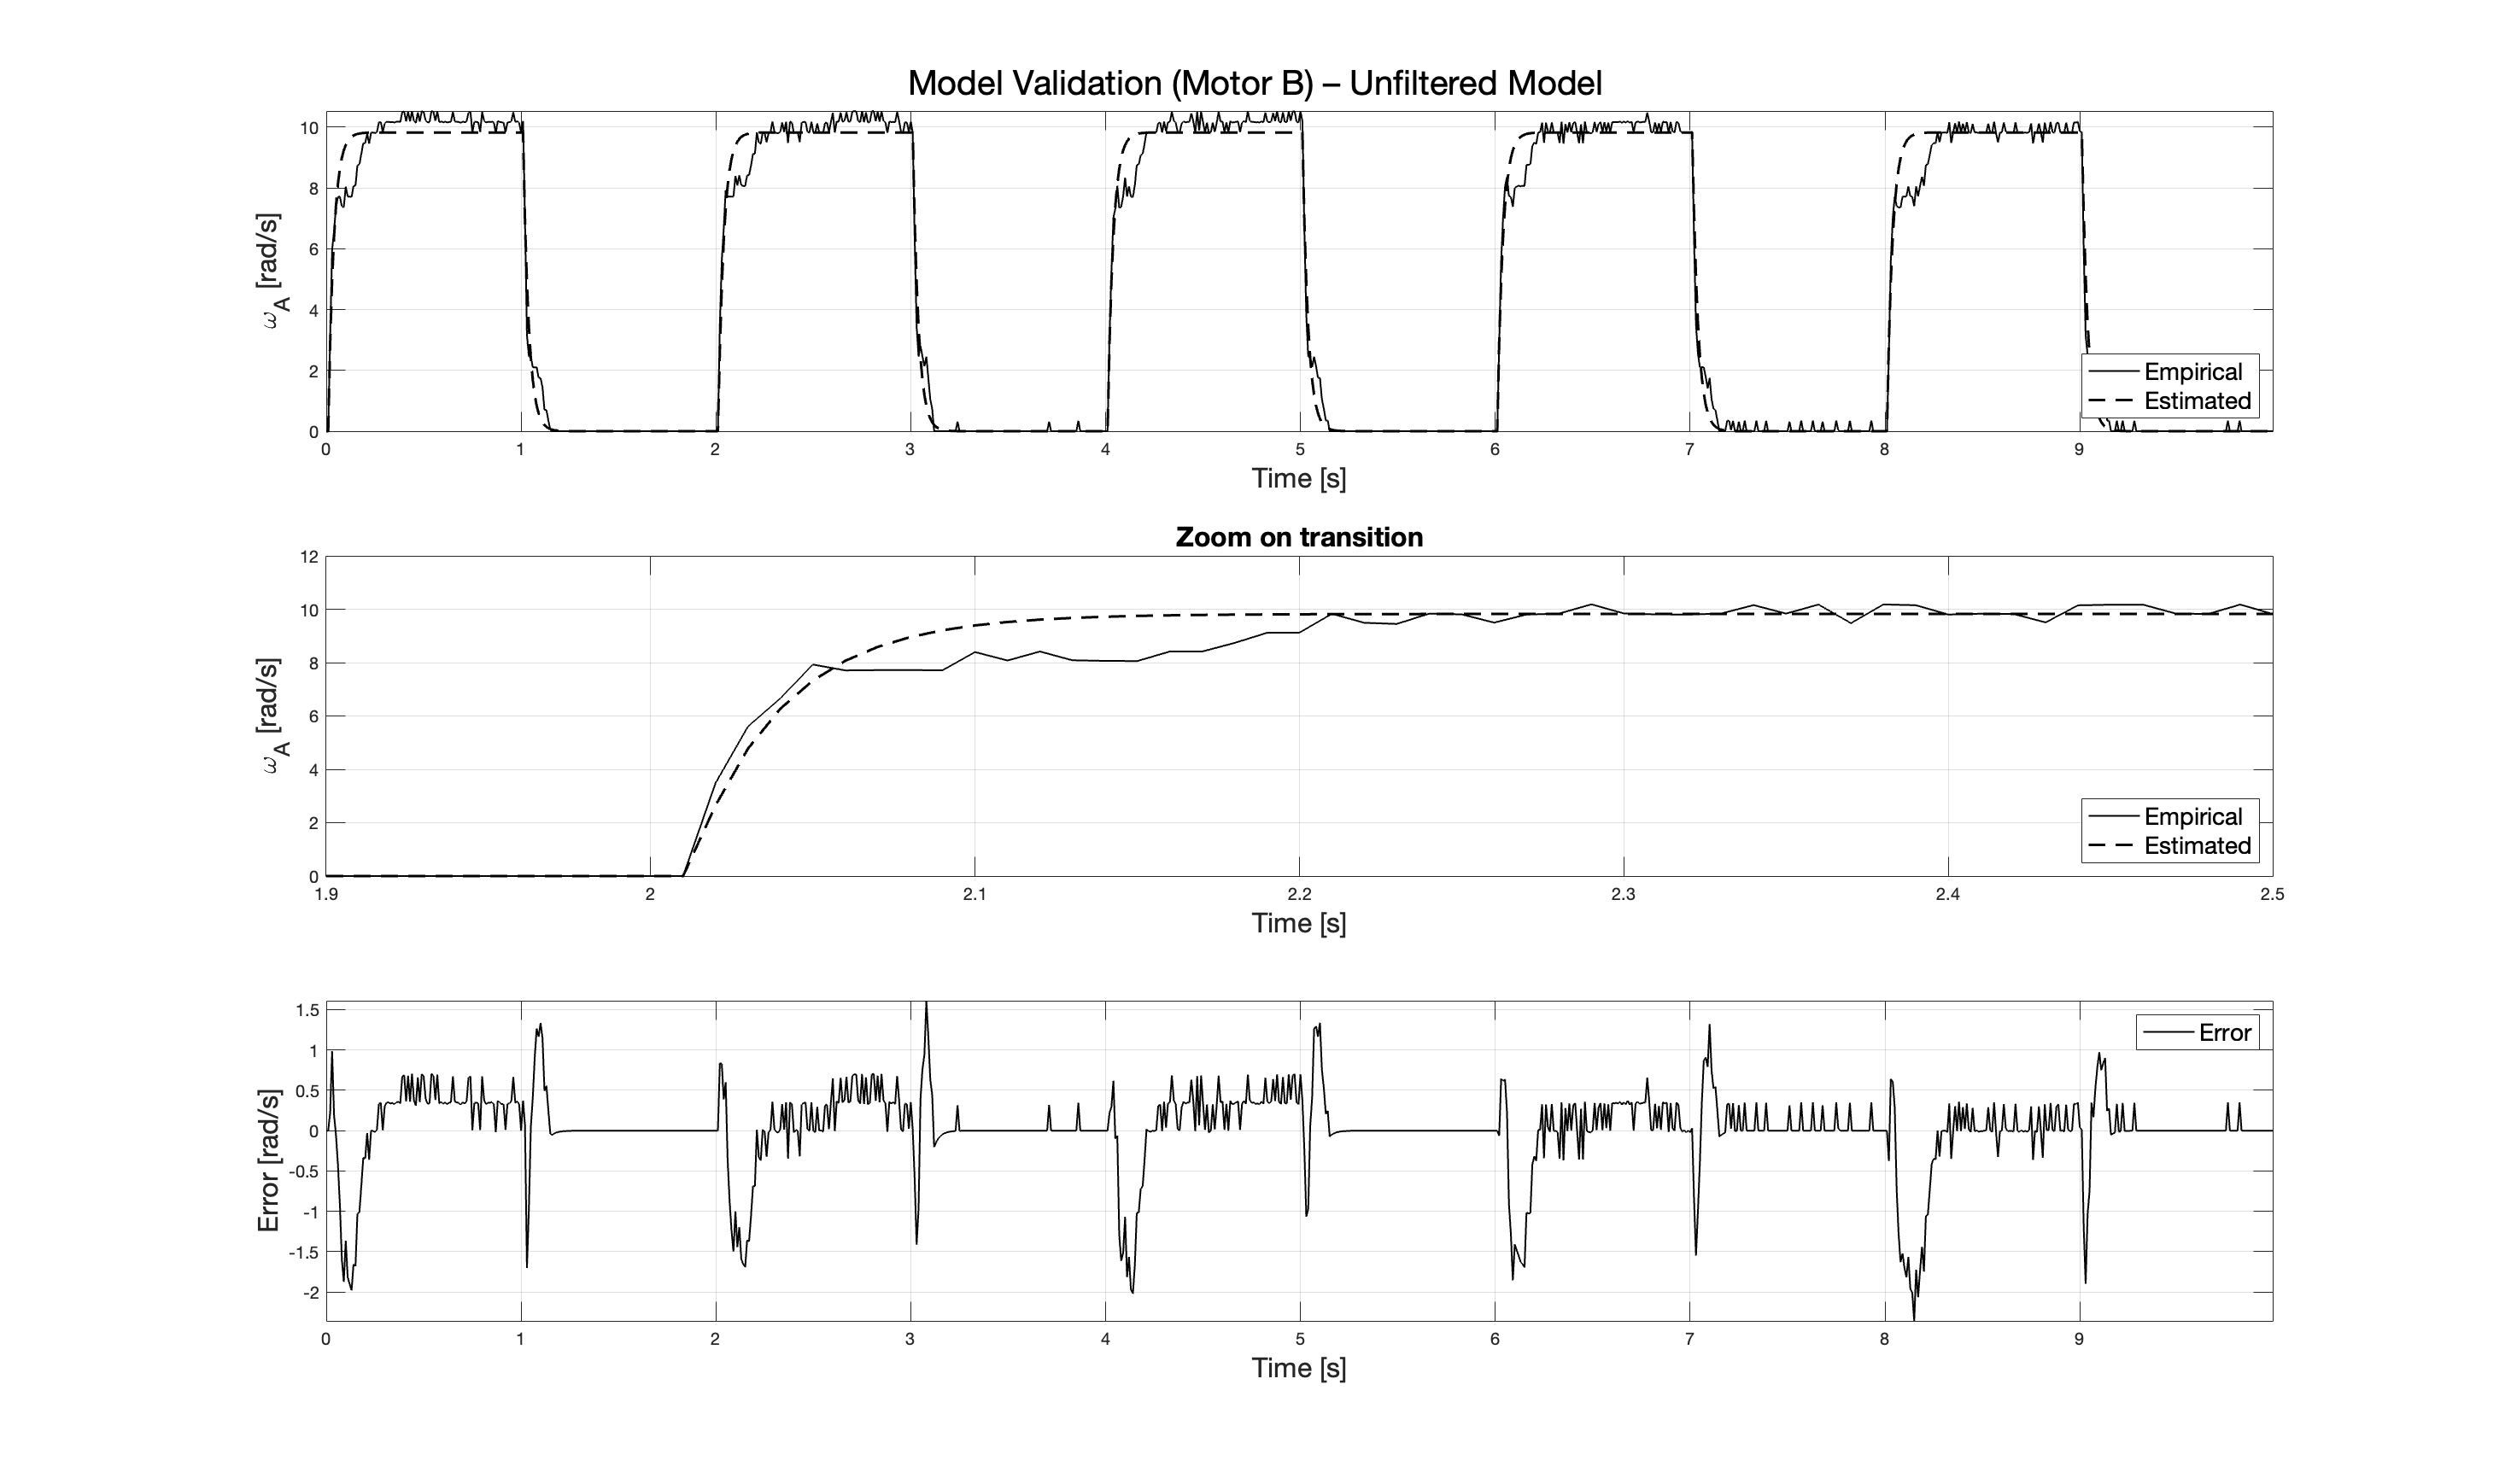 Model Validation (Motor B) – Unfiltered Model
ω_A [rad/s]
10
8
6
4
2
0
0 1 2 3 4 5 6 7 8 9
Time [s]
Empirical
Estimated
Zoom on transition
ω_A [rad/s]
12
10
8
6
4
2
0
1.9 2 2.1 2.2 2.3 2.4 2.5
Time [s]
Empirical
Estimated
Error [rad/s]
1.5
1
0.5
0
-0.5
-1
-1.5
-2
0 1 2 3 4 5 6 7 8 9
Time [s]
Error